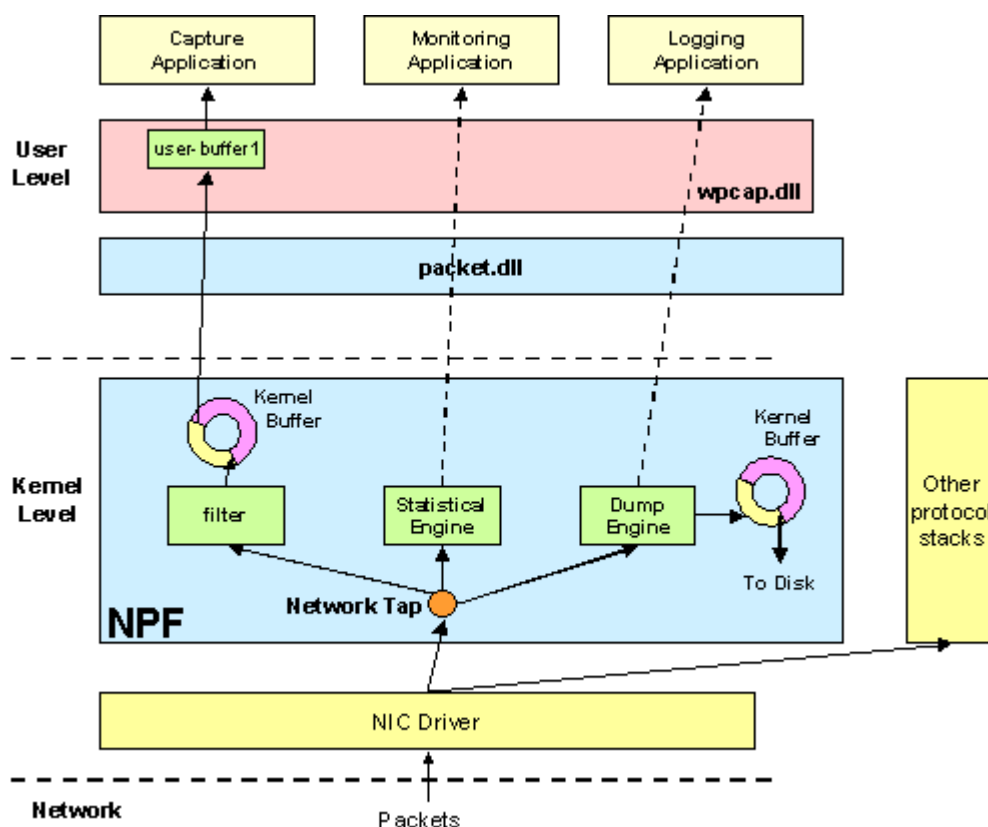 Capture
Application
Monitoring
Application
Logging
Application
User
Level
user-buffer1
wpcap.dll
packet.dll
Kernel
Buffer
Kernel
Buffer
Kernel
Level
filter
Statistical
Engine
Dump
Engine
Other
protocol
stacks
To Disk
Network Tap
NPF
NIC Driver
Network
Packets